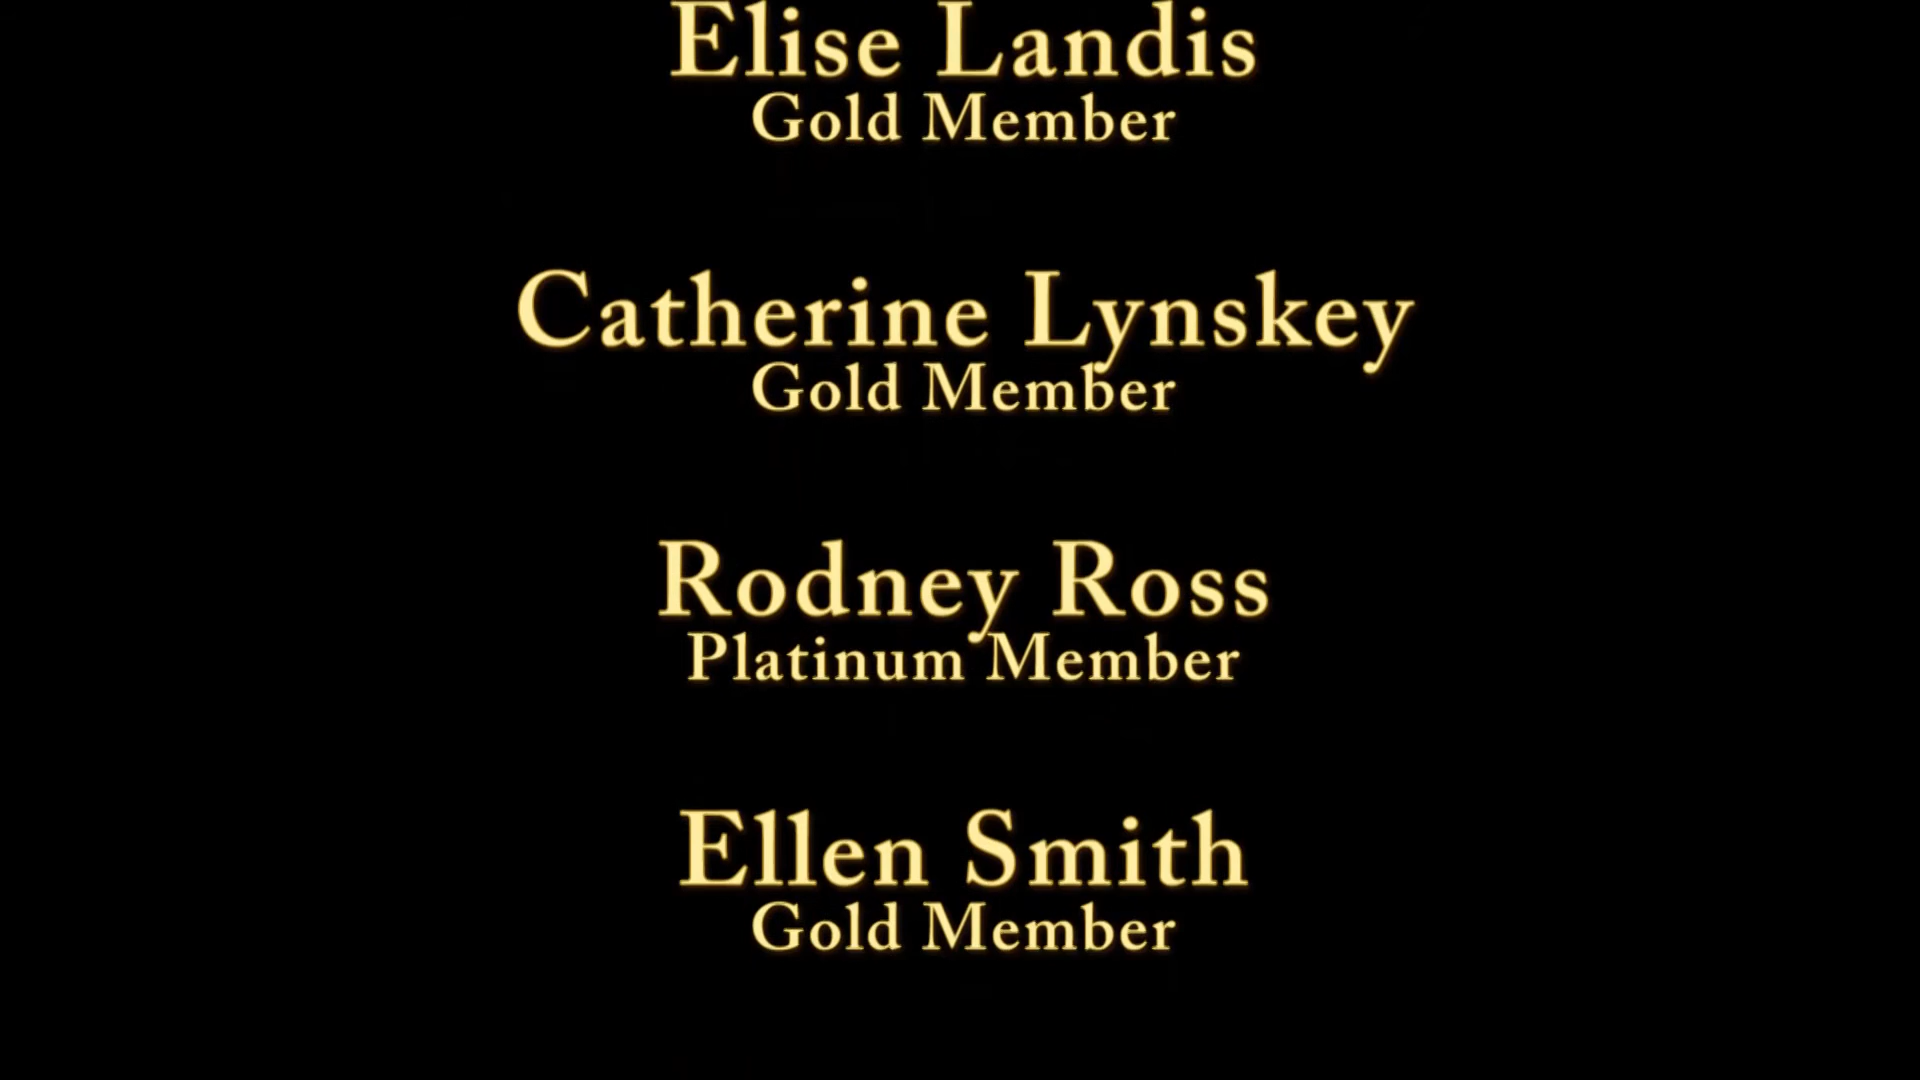 Elise Landis
Gold Member
Catherine Lynskey
Gold Member
Rodney Ross
Platinum Member
Ellen Smith
Gold Member